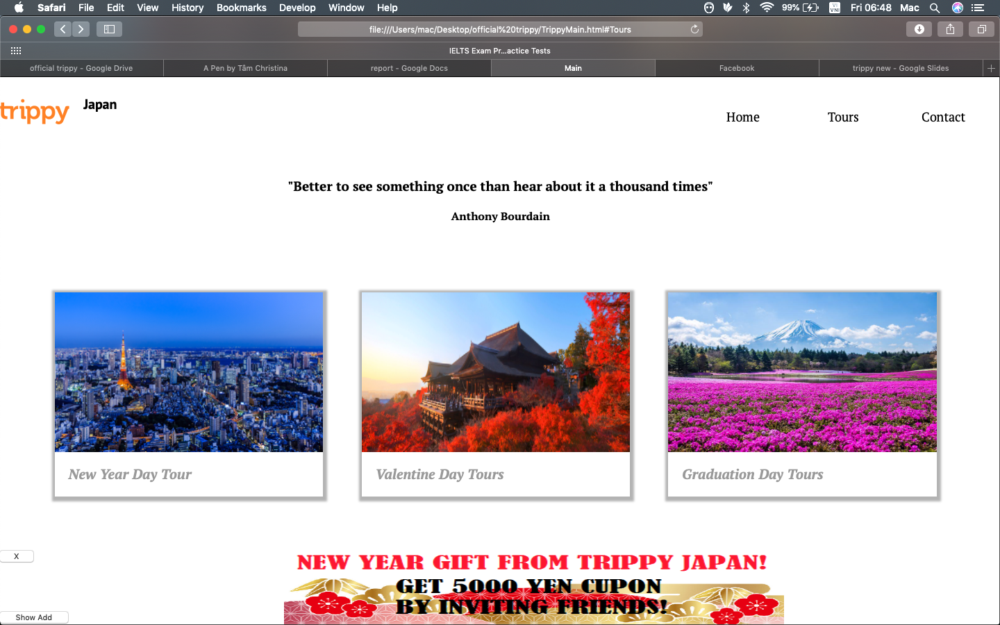 Safari File Edit View History Bookmarks Develop Window Help 99% VI VNI Fri 06:48 Mac
file:///Users/mac/Desktop/official%20trippy/TrippyMain.html#Tours
IELTS Exam Pr...actice Tests
official trippy - Google Drive A Pen by Tâm Christina report - Google Docs Main Facebook trippy new - Google Slides
trippy Japan
Home Tours Contact
"Better to see something once than hear about it a thousand times"
Anthony Bourdain
New Year Day Tour Valentine Day Tours Graduation Day Tours
X
NEW YEAR GIFT FROM TRIPPY JAPAN!
GET 5000 YEN CUPON
BY INVITING FRIENDS!
Show Add